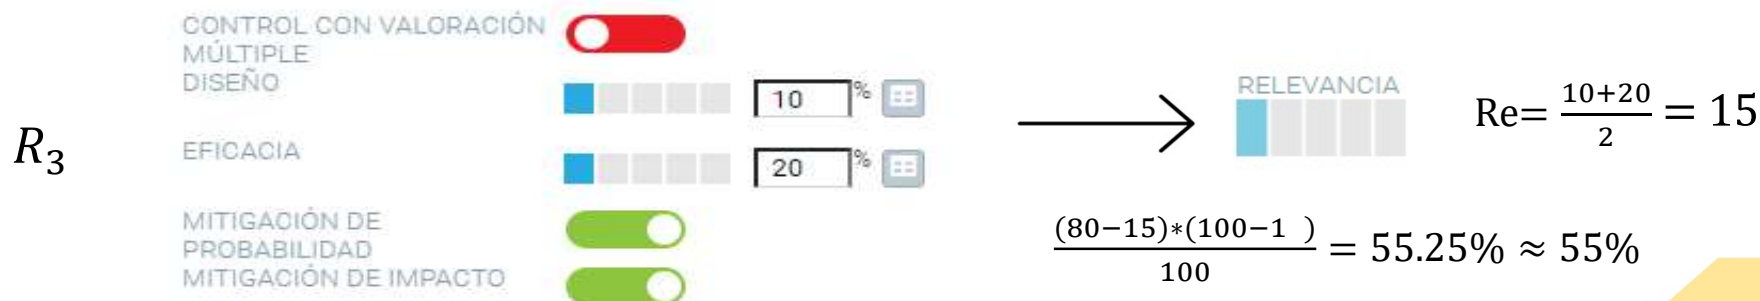 CONTROL CON VALORACIÓN
MÚLTIPLE
DISEÑO
10 %
R₃
EFICACIA
20 %
MITIGACIÓN DE
PROBABILIDAD
MITIGACIÓN DE IMPACTO
RELEVANCIA
Re= (10+20)/2 = 15
((80−15)∗(100−1 ))/100 = 55.25% ≈ 55%